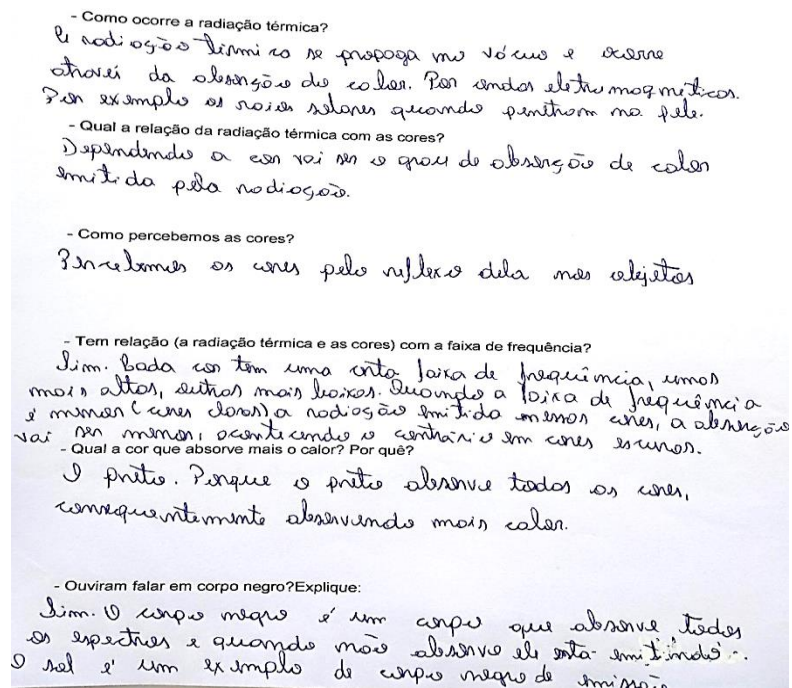 - Como ocorre a radiação térmica?
A radiação térmica se propaga no vácuo e ocorre
através da absorção do calor. Por ondas eletromagnéticas.
Por exemplo os raios solares quando penetram na pele.
- Qual a relação da radiação térmica com as cores?
Dependendo a cor vai ser o grau de absorção de calor
emitida pela radiação.
- Como percebemos as cores?
Percebemos as cores pelo reflexo dela nos objetos
- Tem relação (a radiação térmica e as cores) com a faixa de frequência?
Sim. Cada cor tem uma certa faixa de frequência, umas
mais altas, outras mais baixas. Quando a faixa de frequência
é menor (cores claras) a radiação emitida nessas cores, a absorção
vai ser menor, acontecendo o contrário em cores escuras.
- Qual a cor que absorve mais o calor? Por quê?
O preto. Porque o preto absorve todas as cores,
consequentemente absorvendo mais calor.
- Ouviram falar em corpo negro?Explique:
Sim. O corpo negro é um corpo que absorve todos
os espectros e quando não absorve ele está emitindo.
O sol é um exemplo de corpo negro de emissão